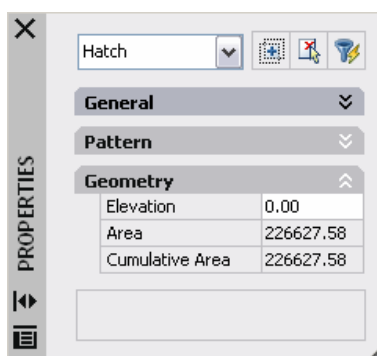 Hatch
General
Pattern
Geometry
Elevation 0.00
Area 226627.58
Cumulative Area 226627.58
PROPERTIES